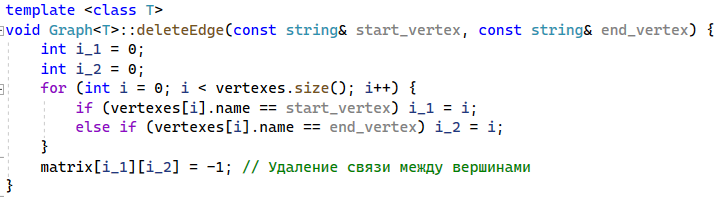 template <class T>
void Graph<T>::deleteEdge(const string& start_vertex, const string& end_vertex) {
    int i_1 = 0;
    int i_2 = 0;
    for (int i = 0; i < vertexes.size(); i++) {
        if (vertexes[i].name == start_vertex) i_1 = i;
        else if (vertexes[i].name == end_vertex) i_2 = i;
    }
    matrix[i_1][i_2] = -1; // Удаление связи между вершинами
}